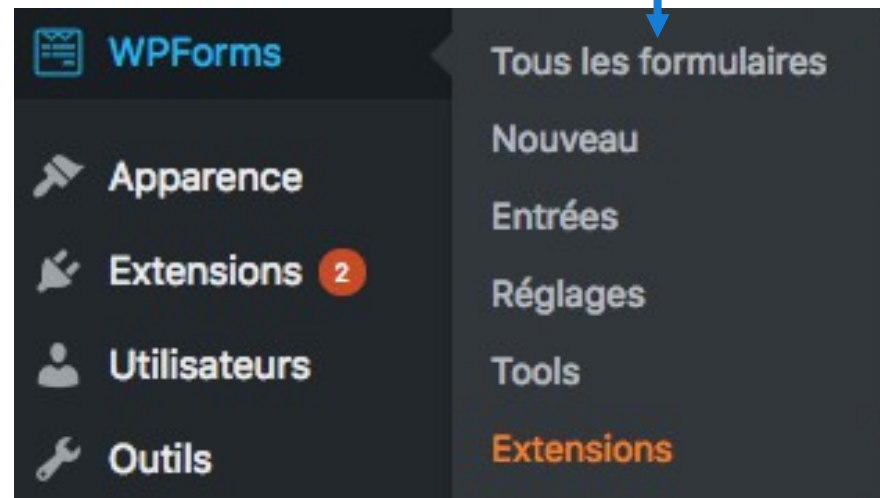 WPForms
Apparence
Extensions 2
Utilisateurs
Outils
Tous les formulaires
Nouveau
Entrées
Réglages
Tools
Extensions